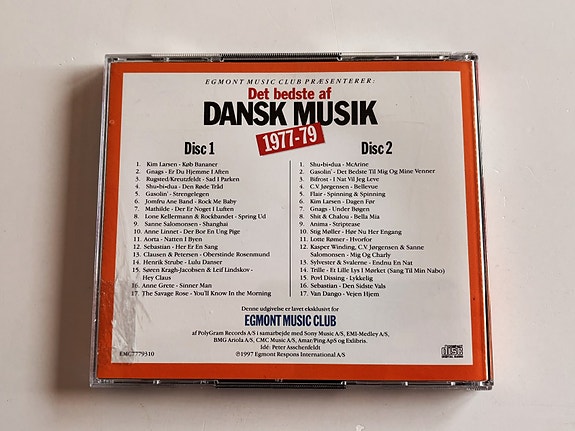 EGMONT MUSIC CLUB PRÆSENTERER:
Det bedste af
DANSK MUSIK
1977-79
Disc 1
1. Kim Larsen - Køb Bananer
2. Gnags - Er Du Hjemme I Aften
3. Rugsted/Kreutzfeldt - Sad I Parken
4. Shu•bi•dua - Den Røde Tråd
5. Gasolin' - Strengelegen
6. Jomfru Ane Band - Rock Me Baby
7. Mathilde - Der Er Noget I Luften
8. Lone Kellermann & Rockbandet - Spring Ud
9. Sanne Salomonsen - Shanghai
10. Anne Linnet - Der Bor En Ung Pige
11. Aorta - Natten I Byen
12. Sebastian - Her Er En Sang
13. Clausen & Petersen - Oberstinde Rosenmund
14. Henrik Strube - Lulu Danser
15. Søren Kragh-Jacobsen & Leif Lindskov -
Hey Claus
16. Anne Grete - Sinner Man
17. The Savage Rose - You'll Know In the Morning
Disc 2
1. Shu•bi•dua - McArine
2. Gasolin' - Det Bedste Til Mig Og Mine Venner
3. Bifrost - I Nat Vil Jeg Leve
4. C.V. Jørgensen - Bellevue
5. Flair - Spinning & Spinning
6. Kim Larsen - Dagen Før
7. Gnags - Under Bøgen
8. Shit & Chalou - Bella Mia
9. Anima - Striptease
10. Stig Møller - Hør Nu Her Engang
11. Lotte Rømer - Hvorfor
12. Kasper Winding, C.V. Jørgensen & Sanne
Salomonsen - Mig Og Charly
13. Sylvester & Svalerne - Endnu En Nat
14. Trille - Et Lille Lys I Mørket (Sang Til Min Nabo)
15. Povl Dissing - Lykkelig
16. Sebastian - Den Sidste Vals
17. Van Dango - Vejen Hjem
Denne udgivelse er lavet eksklusivt for
EGMONT MUSIC CLUB
af PolyGram Records A/S i samarbejde med Sony Music A/S, EMI-Medley A/S,
BMG Ariola A/S, CMC Music A/S, Amar/Ping ApS og Exlibris.
Idé: Peter Asschenfeldt
℗1997 Egmont Respons International A/S
EMC7779310
COMPACT
disc
DIGITAL AUDIO